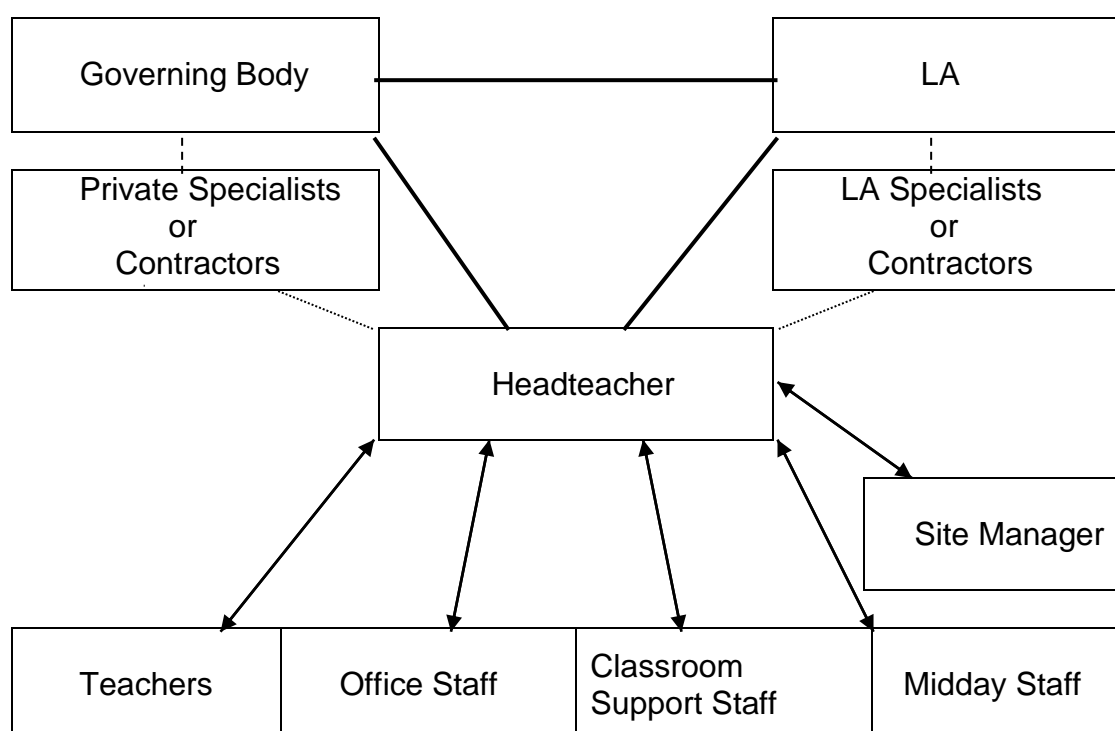 Governing Body
LA
Private Specialists
or
Contractors
LA Specialists
or
Contractors
Headteacher
Site Manager
Teachers
Office Staff
Classroom
Support Staff
Midday Staff